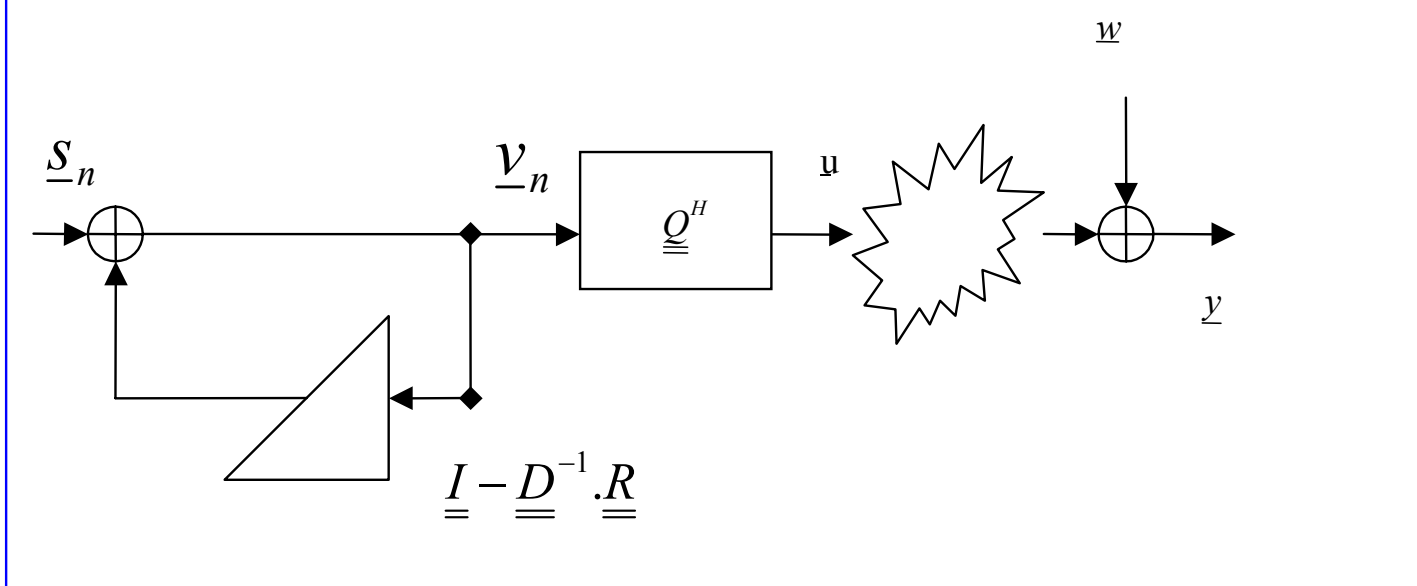 w
s_n
v_n
Q^H
u
y
I − D^{−1}.R